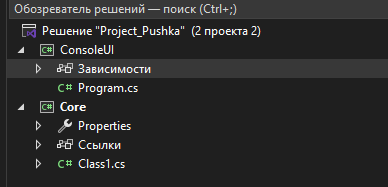 Обозреватель решений — поиск (Ctrl+;)
Решение "Project_Pushka" (2 проекта 2)
C# ConsoleUI
Зависимости
C# Program.cs
C# Core
Properties
Ссылки
C# Class1.cs